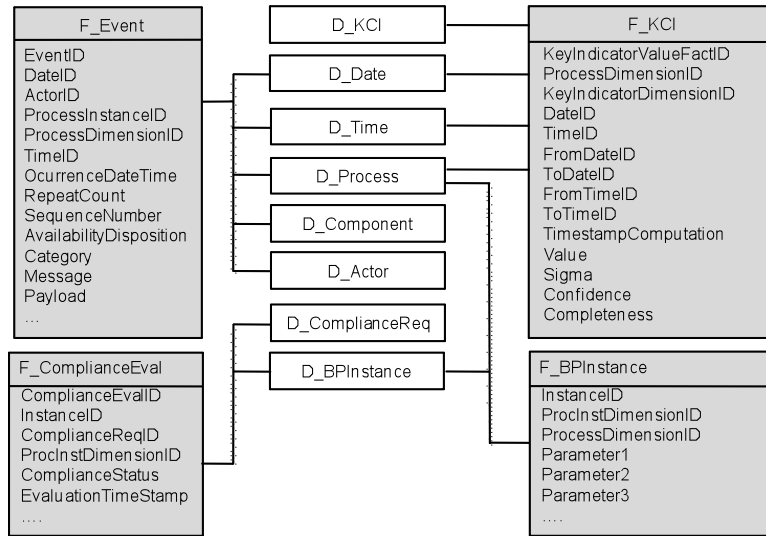 F_Event
EventID
DateID
ActorID
ProcessInstanceID
ProcessDimensionID
TimeID
OcurrenceDateTime
RepeatCount
SequenceNumber
AvailabilityDisposition
Category
Message
Payload
...
D_KCI
D_Date
D_Time
D_Process
D_Component
D_Actor
D_ComplianceReq
D_BPInstance
F_KCI
KeyIndicatorValueFactID
ProcessDimensionID
KeyIndicatorDimensionID
DateID
TimeID
FromDateID
ToDateID
FromTimeID
ToTimeID
TimestampComputation
Value
Sigma
Confidence
Completeness
F_ComplianceEval
ComplianceEvalID
InstanceID
ComplianceReqID
ProcInstDimensionID
ComplianceStatus
EvaluationTimeStamp
....
F_BPInstance
InstanceID
ProcInstDimensionID
ProcessDimensionID
Parameter1
Parameter2
Parameter3
....